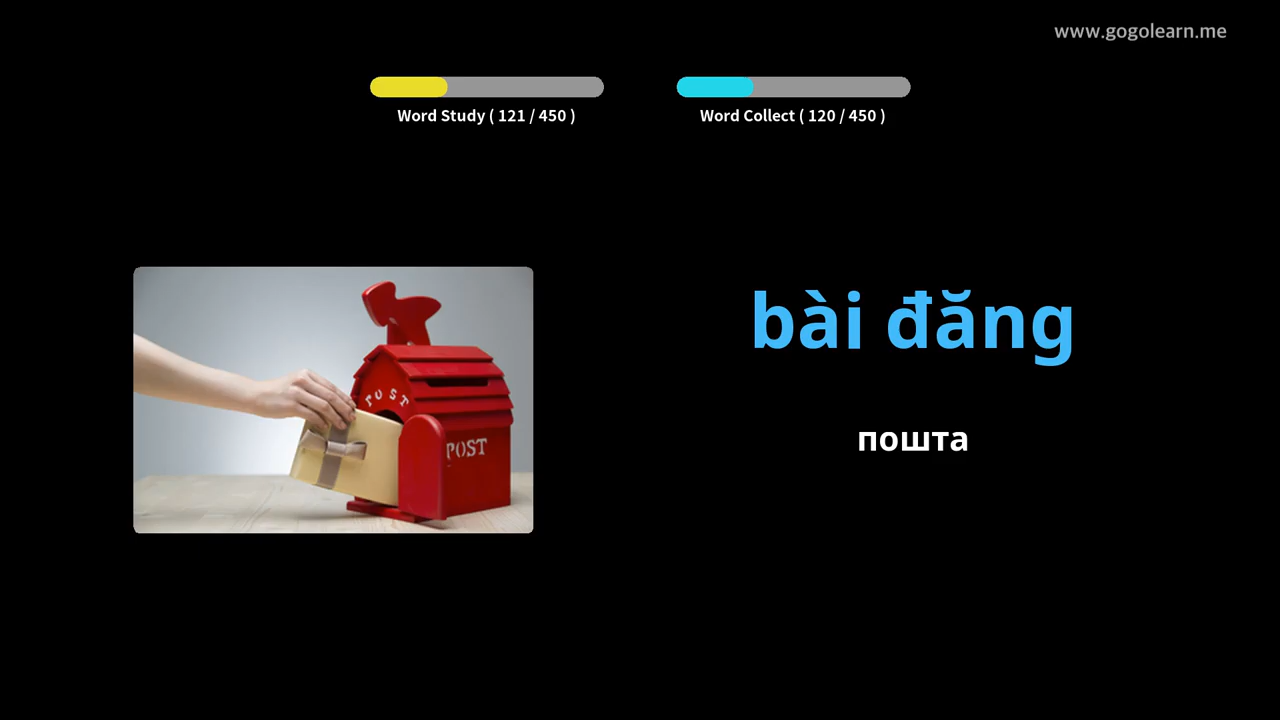 www.gogolearn.me
Word Study ( 121 / 450 )
Word Collect ( 120 / 450 )
bài đăng
пошта
POST
POST